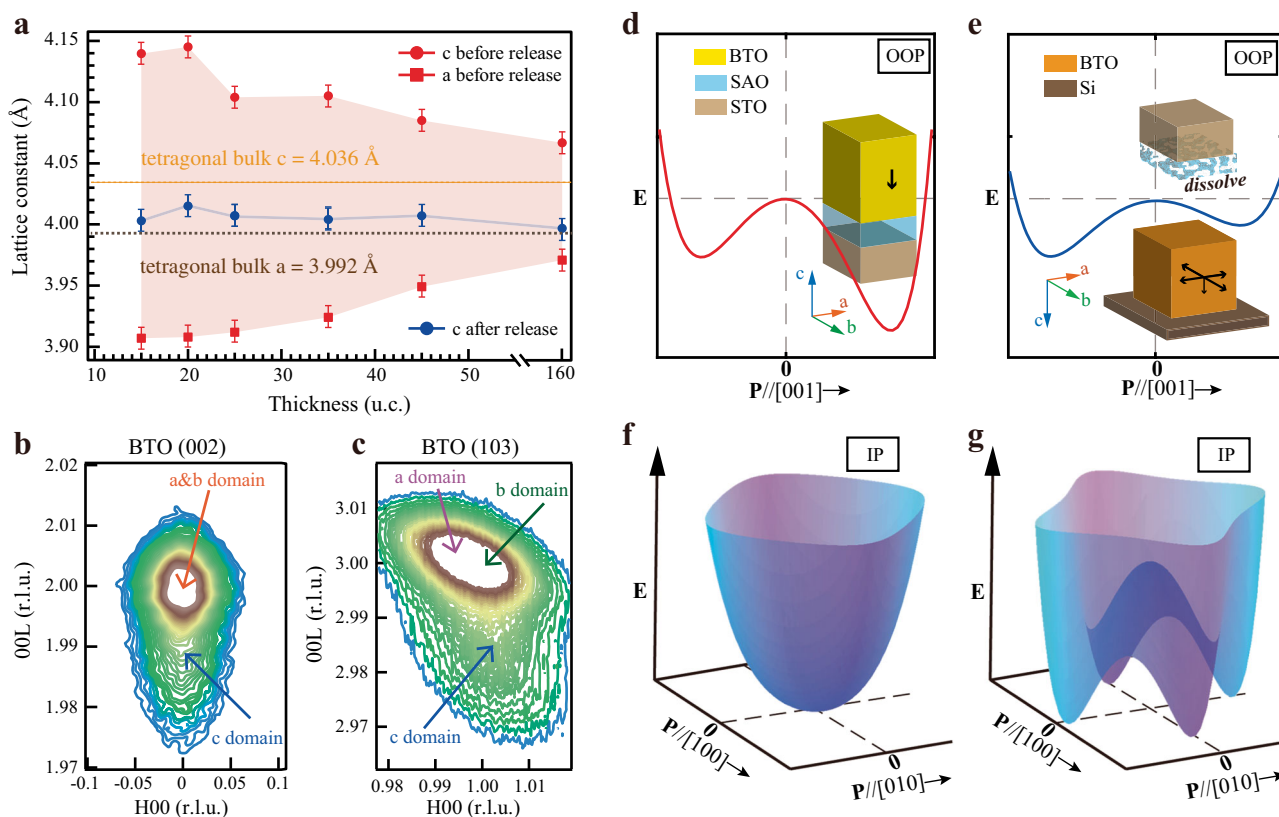 a
4.15
4.10
4.05
4.00
3.95
3.90
Lattice constant (Å)
c before release
a before release
tetragonal bulk c = 4.036 Å
tetragonal bulk a = 3.992 Å
c after release
10
20
30
40
50
160
Thickness (u.c.)
d
OOP
BTO
SAO
STO
E
c
a
b
0
P//[001]
e
OOP
BTO
Si
dissolve
E
a
b
c
0
P//[001]
b
BTO (002)
2.02
2.01
2.00
1.99
1.98
1.97
00L (r.l.u.)
a&b domain
c domain
-0.1
-0.05
0
0.05
0.1
H00 (r.l.u.)
c
BTO (103)
3.01
3.00
2.99
2.98
2.97
00L (r.l.u.)
a domain
b domain
c domain
0.98
0.99
1.00
1.01
H00 (r.l.u.)
f
IP
E
0
P//[100]
0
P//[010]
g
IP
E
0
P//[100]
0
P//[010]